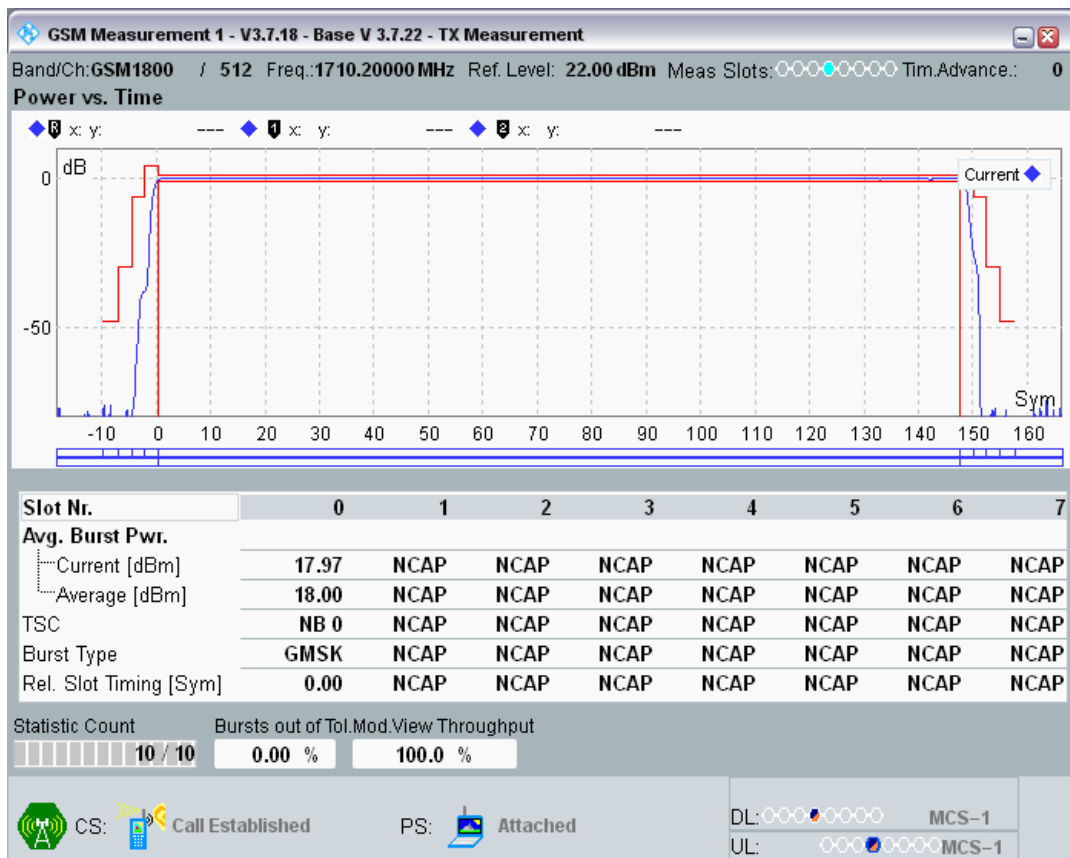 GSM Measurement 1 - V3.7.18 - Base V 3.7.22 - TX Measurement
Band/Ch:GSM1800 / 512 Freq.:1710.20000 MHz Ref. Level: 22.00 dBm Meas Slots: Tim.Advance.: 0
Power vs. Time
R x: y: --- 1 x: y: --- 2 x: y: ---
dB
0
Current
-50
Sym
-10 0 10 20 30 40 50 60 70 80 90 100 110 120 130 140 150 160
Slot Nr. 0 1 2 3 4 5 6 7
Avg. Burst Pwr.
Current [dBm] 17.97 NCAP NCAP NCAP NCAP NCAP NCAP NCAP
Average [dBm] 18.00 NCAP NCAP NCAP NCAP NCAP NCAP NCAP
TSC NB 0 NCAP NCAP NCAP NCAP NCAP NCAP NCAP
Burst Type GMSK NCAP NCAP NCAP NCAP NCAP NCAP NCAP
Rel. Slot Timing [Sym] 0.00 NCAP NCAP NCAP NCAP NCAP NCAP NCAP
Statistic Count Bursts out of Tol.Mod.View Throughput
10 / 10 0.00 % 100.0 %
CS: Call Established PS: Attached
DL: MCS-1
UL: MCS-1